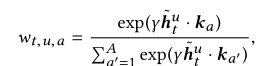 $$w_{t,u,a} = \frac{\exp(\gamma \tilde{\boldsymbol{h}}_t^u \cdot \boldsymbol{k}_a)}{\sum_{a'=1}^{A} \exp(\gamma \tilde{\boldsymbol{h}}_t^u \cdot \boldsymbol{k}_{a'})},$$